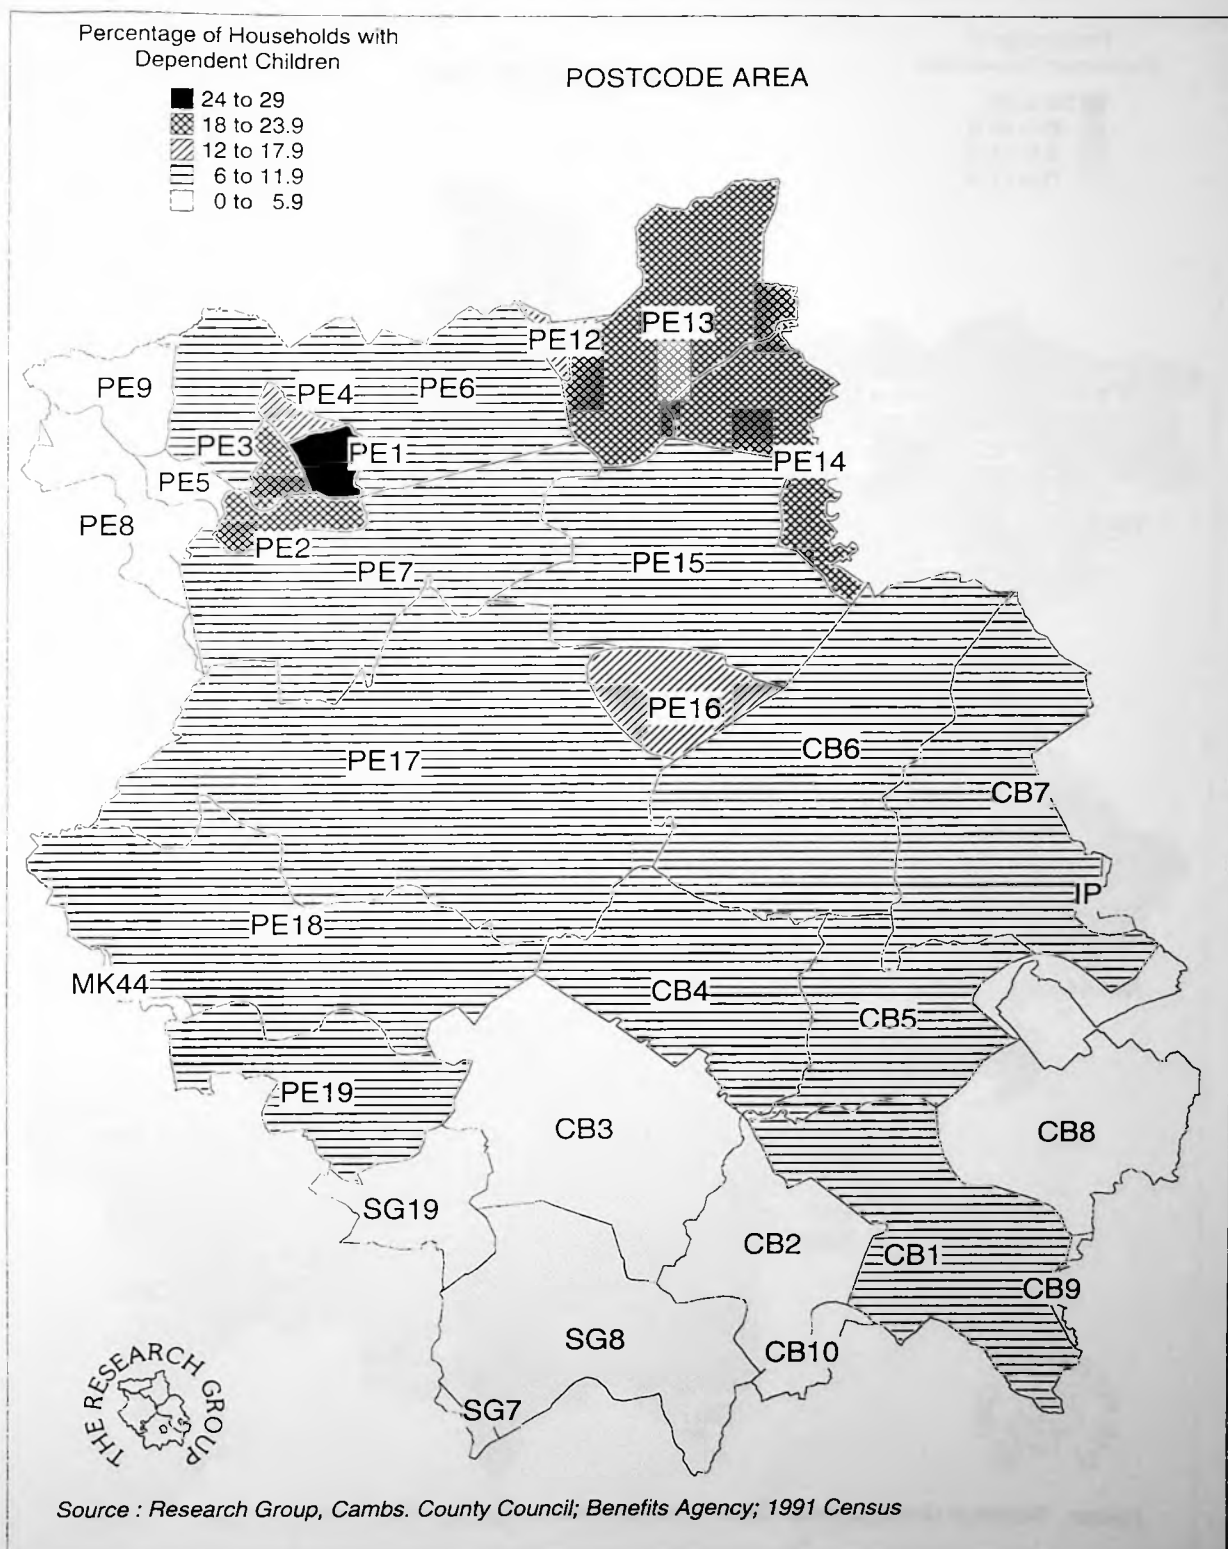 Percentage of Households with
Dependent Children
24 to 29
18 to 23.9
12 to 17.9
6 to 11.9
0 to 5.9
POSTCODE AREA
PE12
PE13
PE9
PE4
PE6
PE3
PE1
PE5
PE14
PE8
PE2
PE7
PE15
PE16
PE17
CB6
CB7
IP
PE18
MK44
CB4
CB5
PE19
CB3
CB8
SG19
CB2
CB1
CB9
SG8
CB10
SG7
THE RESEARCH GROUP
Source : Research Group, Cambs. County Council; Benefits Agency; 1991 Census